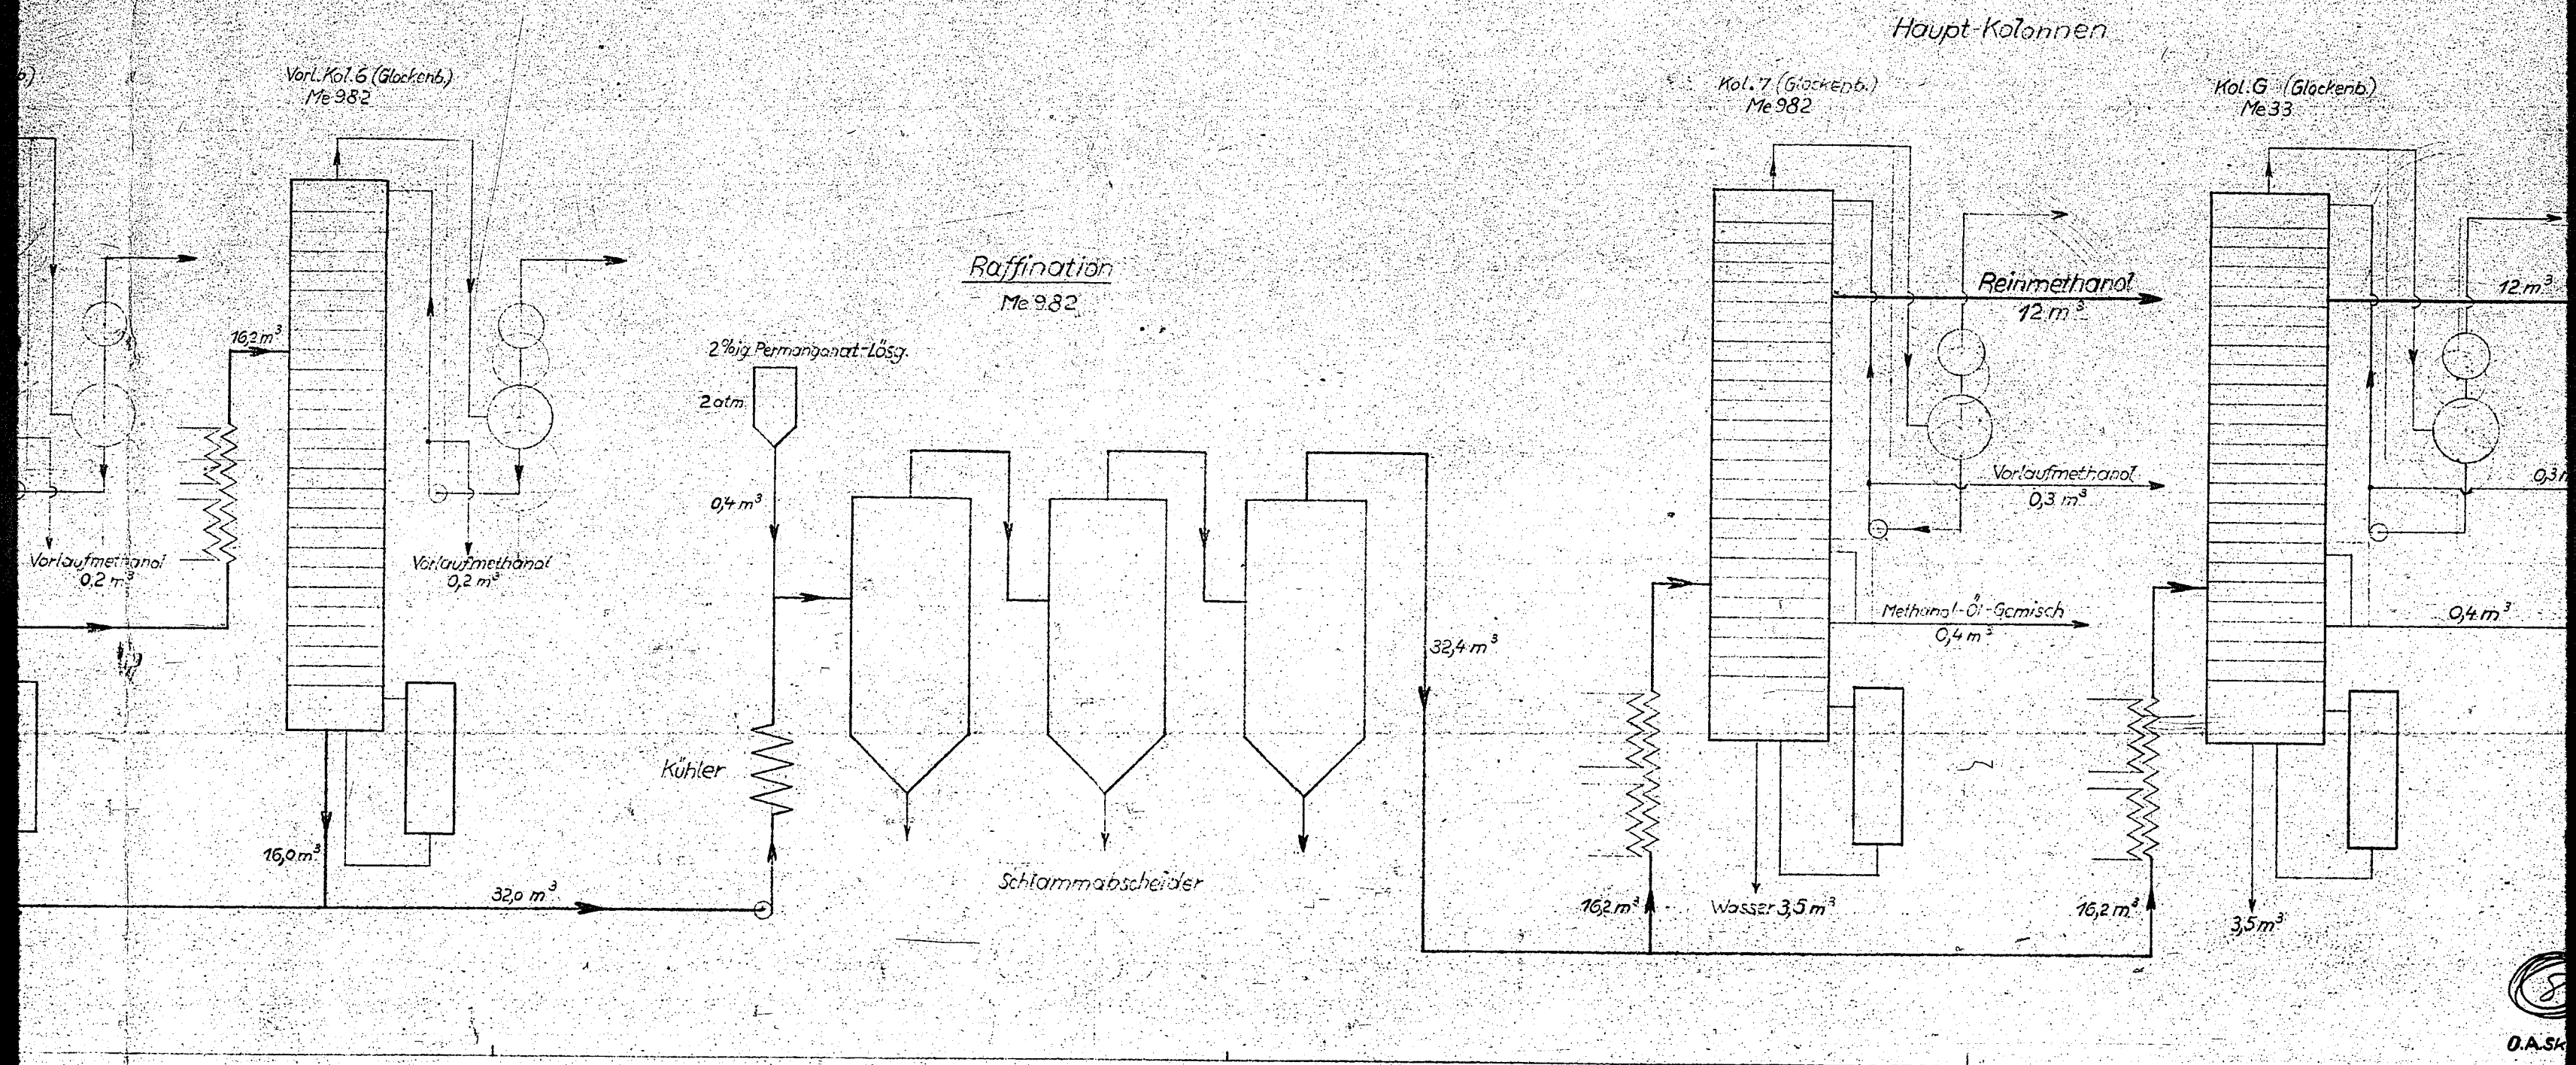 Haupt-Kolonnen
Vorl. Kol. 6 (Glockenb.)
Me 982
Kol. 7 (Glockenb.)
Me 982
Kol. G (Glockenb.)
Me 33
16,2 m³
Vorlaufmethanol
0,2 m³
Vorlaufmethanol
0,2 m³
16,0 m³
32,0 m³
Raffination
Me 982
2%ig. Permanganat-Lösg.
2 atm.
0,4 m³
Kühler
Schlammabscheider
32,4 m³
Reinmethanol
12 m³
Vorlaufmethanol
0,3 m³
Methanol-Öl-Gemisch
0,4 m³
16,2 m³
Wasser 3,5 m³
12 m³
0,3
0,4 m³
16,2 m³
3,5 m³
8
O.A.Sk